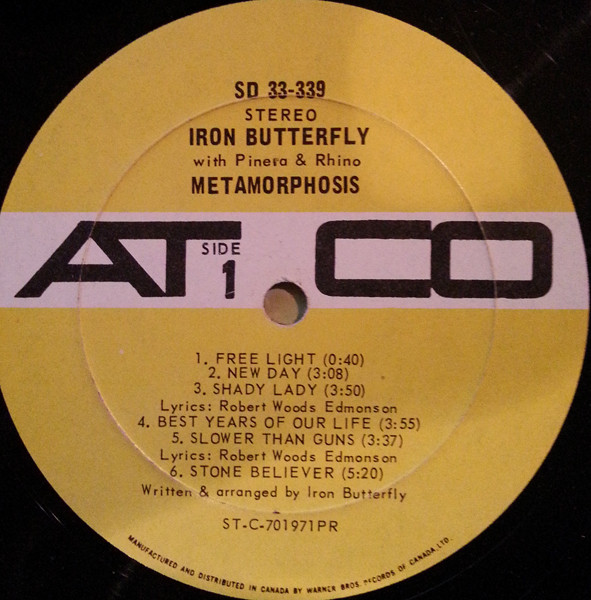 SD 33-339
STEREO
IRON BUTTERFLY
with Pinera & Rhino
METAMORPHOSIS
ATCO
SIDE
1
1. FREE LIGHT (0:40)
2. NEW DAY (3:08)
3. SHADY LADY (3:50)
Lyrics: Robert Woods Edmonson
4. BEST YEARS OF OUR LIFE (3:55)
5. SLOWER THAN GUNS (3:37)
Lyrics: Robert Woods Edmonson
6. STONE BELIEVER (5:20)
Written & arranged by Iron Butterfly
ST-C-701971PR
MANUFACTURED AND DISTRIBUTED IN CANADA BY WARNER BROS. RECORDS OF CANADA, LTD.